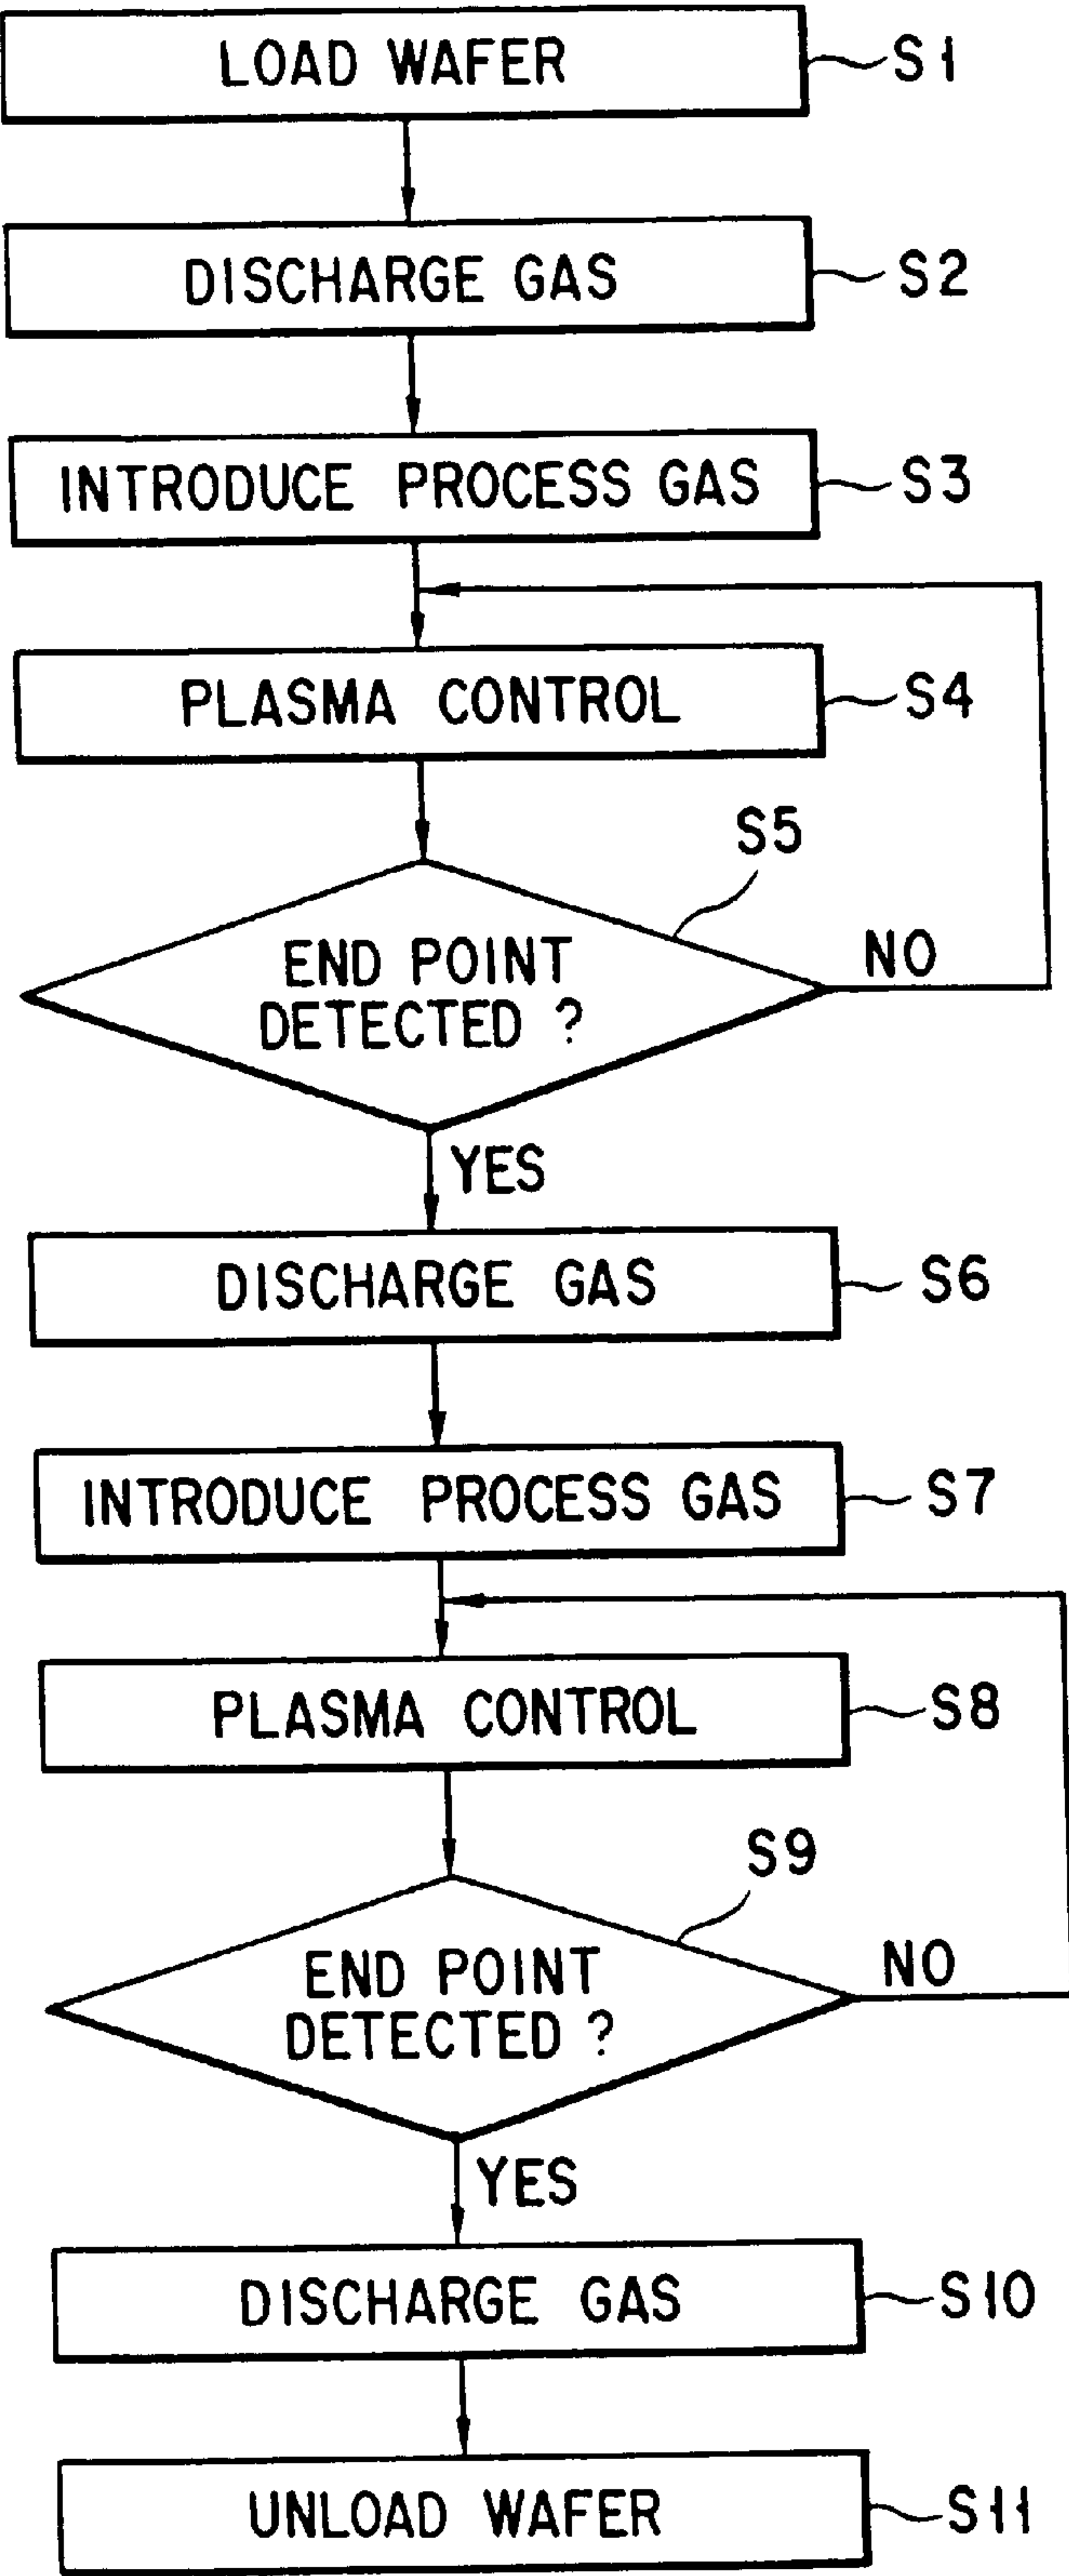 LOAD WAFER S1
DISCHARGE GAS S2
INTRODUCE PROCESS GAS S3
PLASMA CONTROL S4
S5
END POINT
DETECTED ?
NO
YES
DISCHARGE GAS S6
INTRODUCE PROCESS GAS S7
PLASMA CONTROL S8
S9
END POINT
DETECTED ?
NO
YES
DISCHARGE GAS S10
UNLOAD WAFER S11